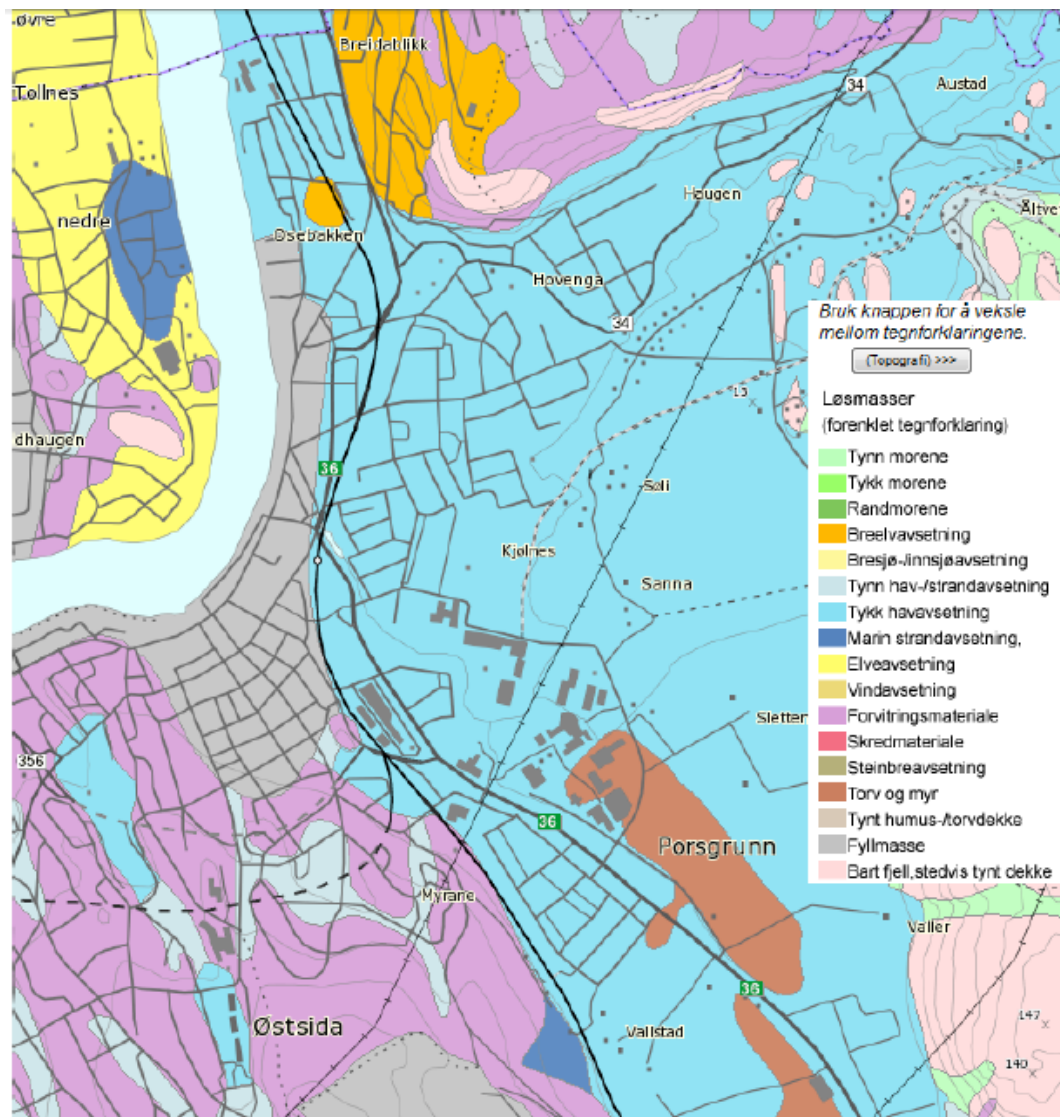 øvre
Breidablikk
34
Austad
Tollnes
Haugen
nedre
Osebakken
Ältve
Hovenga
34
Bruk knappen for å veksle
mellom tegnforklaringene.
(Topografi) >>>
13
Løsmasser
(forenklet tegnforklaring)
dhaugen
36
Søli
Kjølnes
Sanna
Tynn morene
Tykk morene
Randmorene
Breelvavsetning
Bresjø-/innsjøavsetning
Tynn hav-/strandavsetning
Tykk havavsetning
Marin strandavsetning,
Elveavsetning
Vindavsetning
Forvitringsmateriale
Skredmateriale
Steinbreavsetning
Torv og myr
Tynt humus-/torvdekke
Fyllmasse
Bart fjell,stedvis tynt dekke
Sletter
356
36
Porsgrunn
Myrane
Valler
36
Østsida
Vallstad
147
140